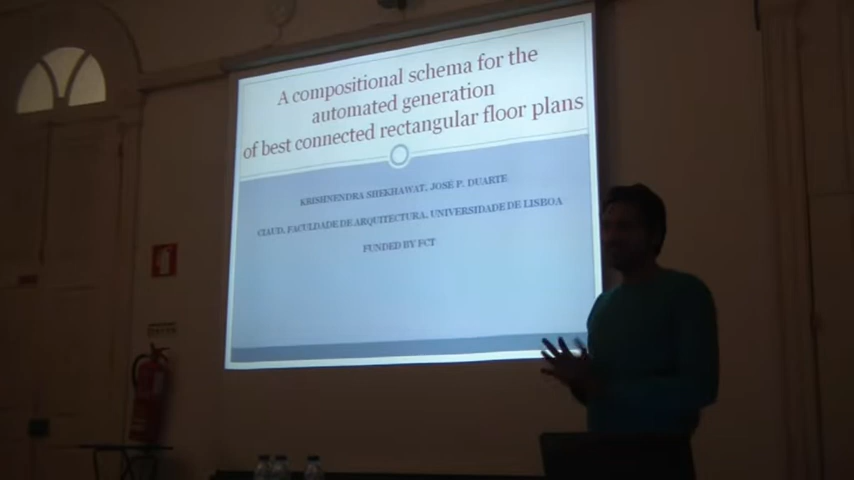 A compositional schema for the
automated generation
of best connected rectangular floor plans
KRISHNENDRA SHEKHAWAT, JOSÉ P. DUARTE
CIAUD, FACULDADE DE ARQUITECTURA, UNIVERSIDADE DE LISBOA
FUNDED BY FCT